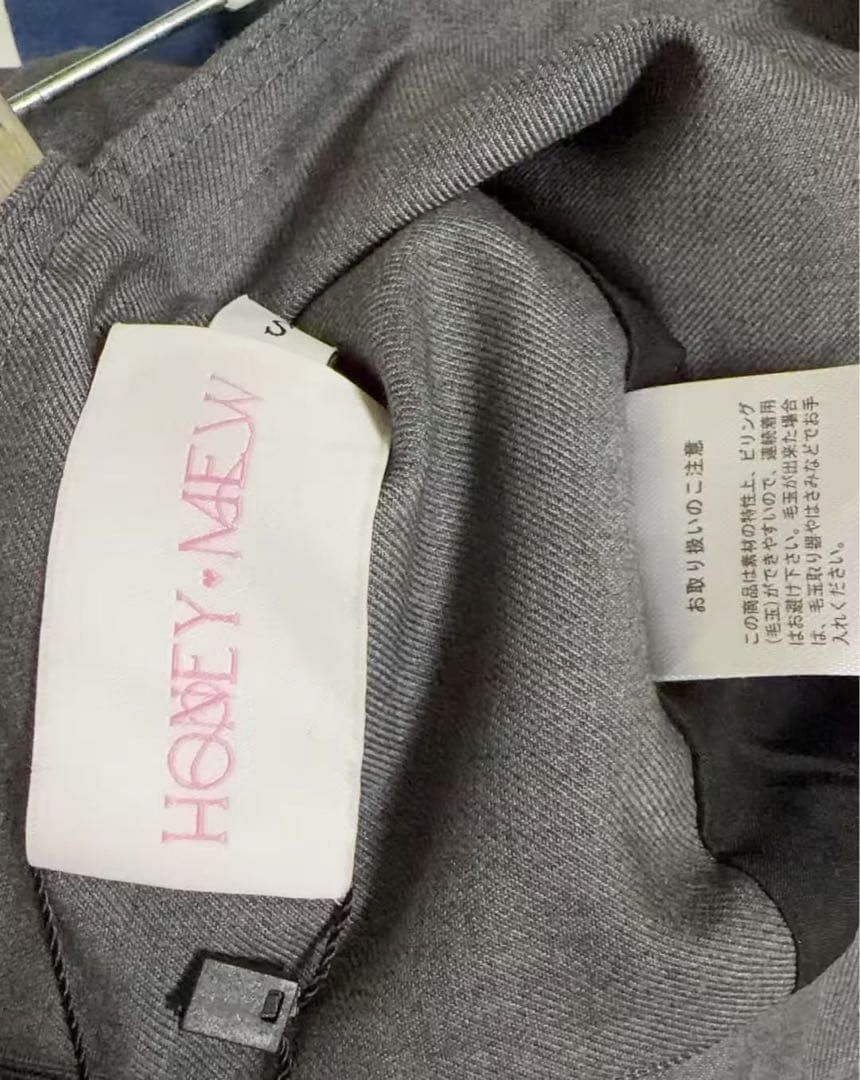 HONEY♥MEW
お取り扱いのご注意
この商品は素材の特性上、ピリング
(毛玉)ができやすいので、連続着用
はお避け下さい。毛玉が出来た場合
は、毛玉取り器やはさみなどでお手
入れください。